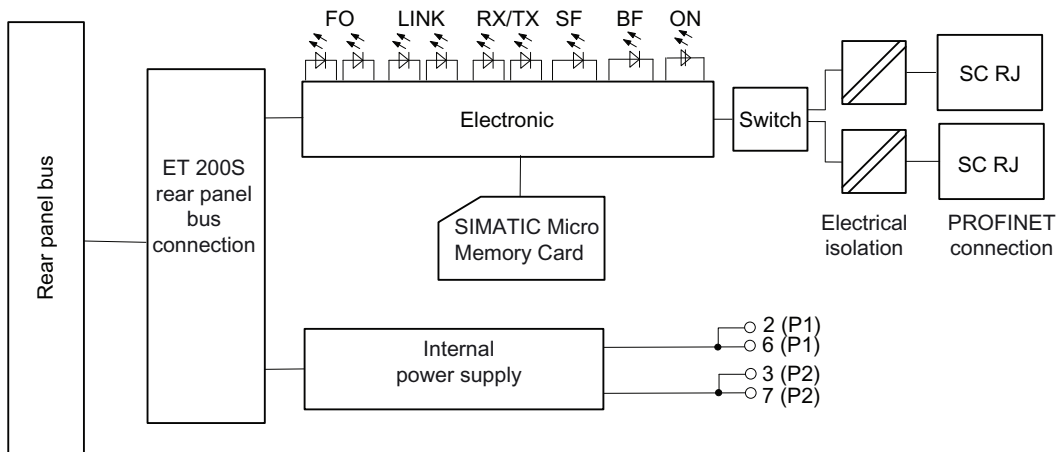 FO LINK RX/TX SF BF ON
Rear panel bus
ET 200S
rear panel
bus
connection
Electronic
Switch
SC RJ
SC RJ
SIMATIC Micro
Memory Card
Electrical
isolation
PROFINET
connection
Internal
power supply
2 (P1)
6 (P1)
3 (P2)
7 (P2)